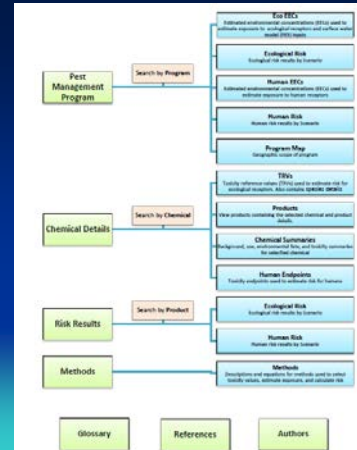 Eco EECs
Estimated environmental concentrations (EECs) used to
estimate exposure to ecological receptors and surface water
model (PER) inputs
Search by Program
Ecological Risk
Ecological risk results by Scenario
Pest
Management
Program
Human EECs
Estimated environmental concentrations (EECs) used to
estimate exposure to human receptors
Human Risk
Human risk results by Scenario
Program Map
Geographic scope of program
TRVs
Toxicity reference values (TRVs) used to estimate risk for
ecological receptors. Also contains
Search by Chemical
Products
View products containing the selected chemical and product
details
Chemical Details
Chemical Summaries
Background, use, environmental fate, and toxicity summaries
for selected chemical
Human Endpoints
Toxicity endpoints used to estimate risk for humans
Search by Product
Ecological Risk
Ecological risk results by Scenario
Risk Results
Human Risk
Human risk results by Scenario
Methods
Methods
Descriptions and equations for methods used to select
toxicity values, estimate exposure, and calculate risk
Glossary
References
Authors